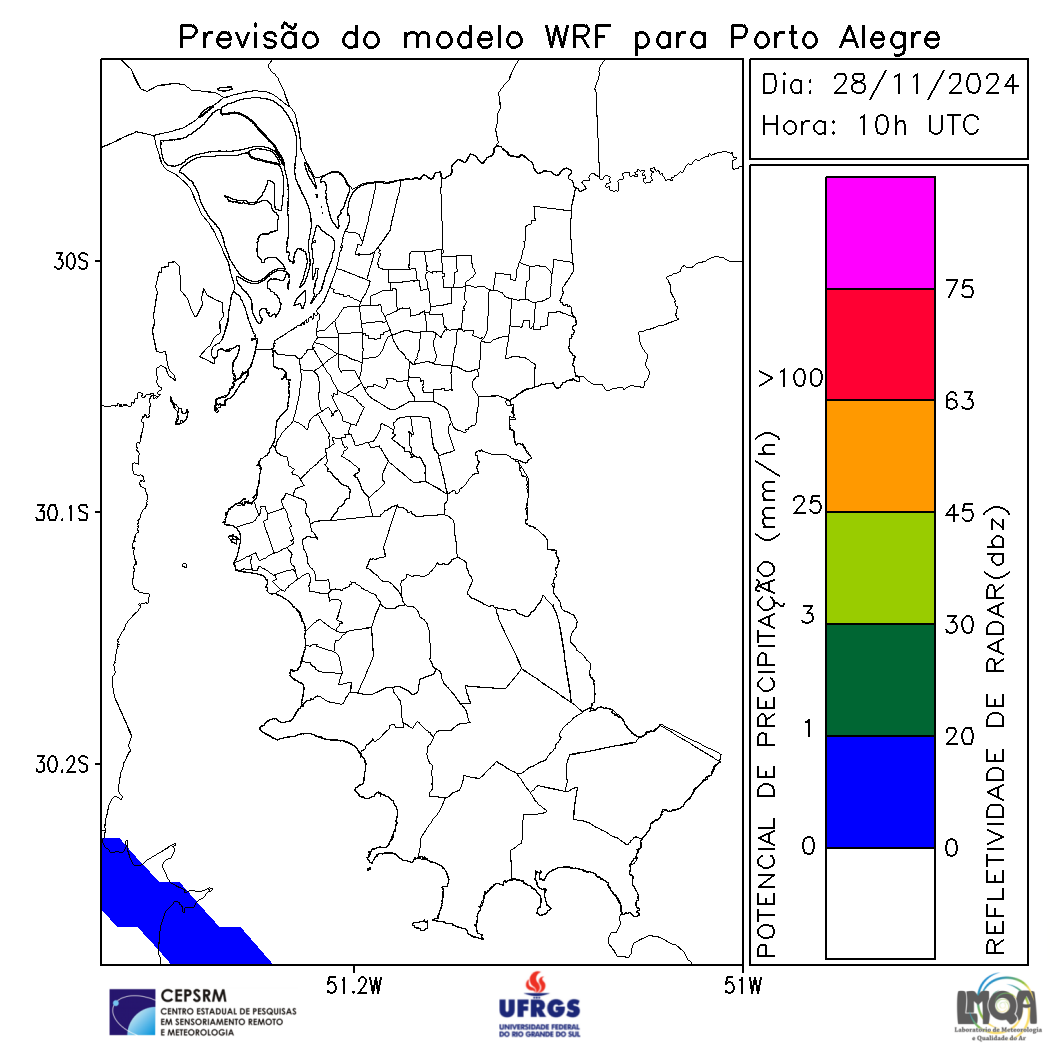 Previsão do modelo WRF para Porto Alegre
Dia: 28/11/2024
Hora: 10h UTC
30S
30.1S
30.2S
51.2W
51W
POTENCIAL DE PRECIPITAÇÃO (mm/h)
>100
25
3
1
0
75
63
45
30
20
0
REFLETIVIDADE DE RADAR(dbz)
CEPSRM
CENTRO ESTADUAL DE PESQUISAS
EM SENSORIAMENTO REMOTO
E METEOROLOGIA
UFRGS
UNIVERSIDADE FEDERAL
DO RIO GRANDE DO SUL
LMQA
Laboratório de Meteorologia
e Qualidade do Ar